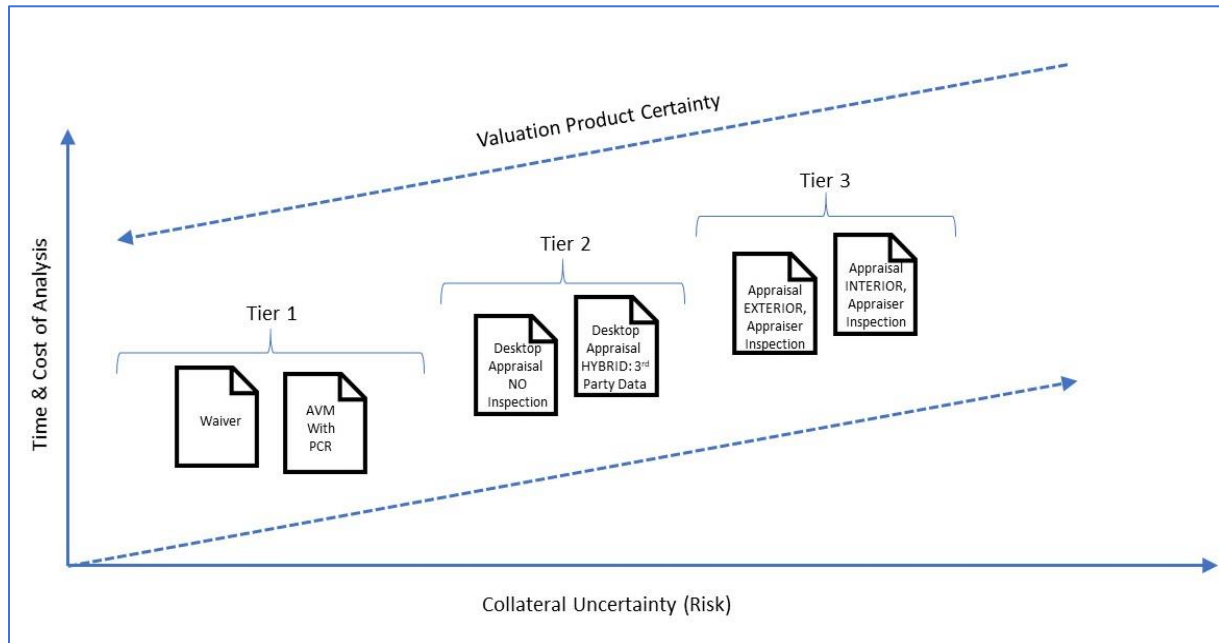 Valuation Product Certainty
Time & Cost of Analysis
Tier 1
Waiver
AVM
With
PCR
Tier 2
Desktop
Appraisal
NO
Inspection
Desktop
Appraisal
HYBRID: 3rd
Party Data
Tier 3
Appraisal
EXTERIOR,
Appraiser
Inspection
Appraisal
INTERIOR,
Appraiser
Inspection
Collateral Uncertainty (Risk)